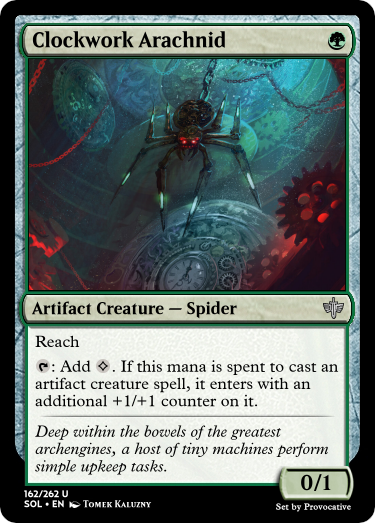 Clockwork Arachnid
Artifact Creature — Spider
Reach
: Add . If this mana is spent to cast an
artifact creature spell, it enters with an
additional +1/+1 counter on it.
Deep within the bowels of the greatest
archengines, a host of tiny machines perform
simple upkeep tasks.
0/1
162/262 U
SOL • EN Tomek Kaluzny
Set by Provocative